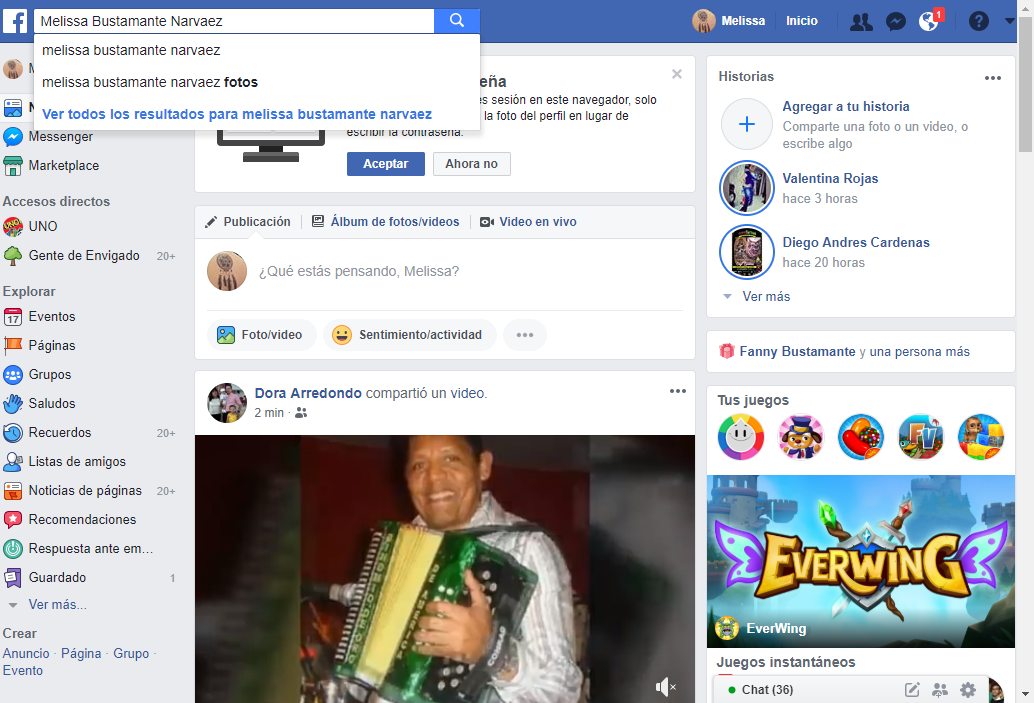 Melissa Bustamante Narvaez
Melissa
Inicio
1
melissa bustamante narvaez
melissa bustamante narvaez fotos
Ver todos los resultados para melissa bustamante narvaez
Messenger
Marketplace
Accesos directos
UNO
Gente de Envigado 20+
Explorar
17 Eventos
Páginas
Grupos
Saludos
Recuerdos 20+
Listas de amigos
Noticias de páginas 20+
Recomendaciones
Respuesta ante em...
Guardado 1
Ver más...
Crear
Anuncio · Página · Grupo ·
Evento
sesión en este navegador, solo
la foto del perfil en lugar de
escribir la contraseña.
Aceptar
Ahora no
Publicación
Álbum de fotos/videos
Video en vivo
¿Qué estás pensando, Melissa?
Foto/video
Sentimiento/actividad
Dora Arredondo compartió un video.
2 min ·
Historias
Agregar a tu historia
Comparte una foto o un video, o
escribe algo
Valentina Rojas
hace 3 horas
Diego Andres Cardenas
hace 20 horas
Ver más
Fanny Bustamante y una persona más
Tus juegos
FV
EVERWING
EverWing
Juegos instantáneos
Chat (36)